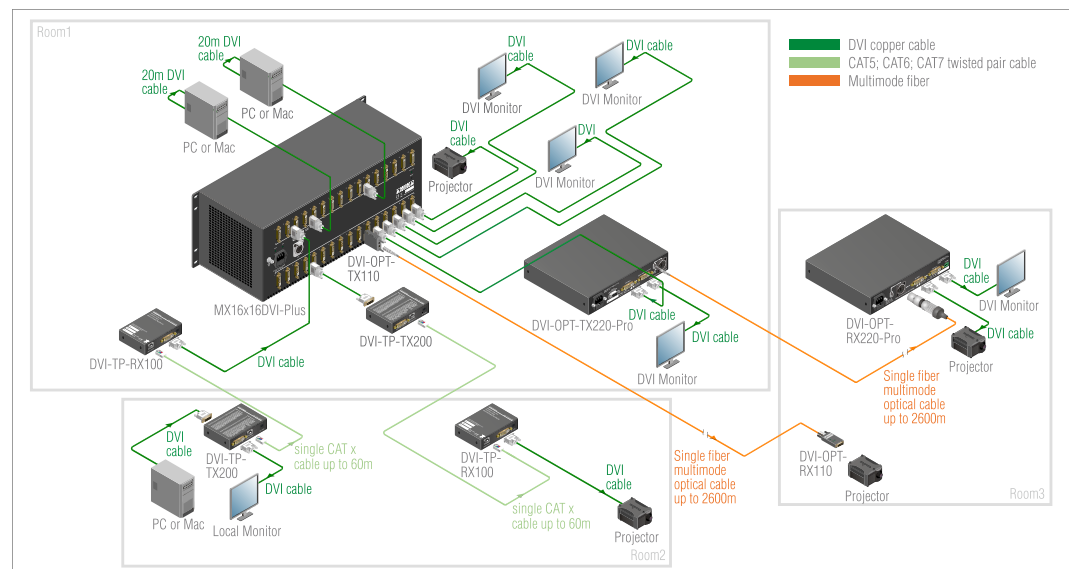 Room1
20m DVI
cable
PC or Mac
20m DVI
cable
PC or Mac
DVI
cable
DVI Monitor
DVI cable
DVI Monitor
DVI
cable
Projector
DVI
DVI Monitor
DVI copper cable
CAT5; CAT6; CAT7 twisted pair cable
Multimode fiber
MX16x16DVI-Plus
DVI-OPT-
TX110
DVI-TP-TX200
DVI-TP-RX100
DVI cable
DVI-OPT-TX220-Pro
DVI cable
DVI Monitor
DVI
cable
DVI Monitor
DVI-OPT-
RX220-Pro
DVI cable
Projector
Single fiber
multimode
optical cable
up to 2600m
DVI
cable
DVI-TP-
TX200
single CAT x
cable up to 60m
DVI cable
PC or Mac
Local Monitor
DVI-TP-
RX100
single CAT x
cable up to 60m
DVI
cable
Projector
Room2
Single fiber
multimode
optical cable
up to 2600m
DVI-OPT-
RX110
Projector
Room3